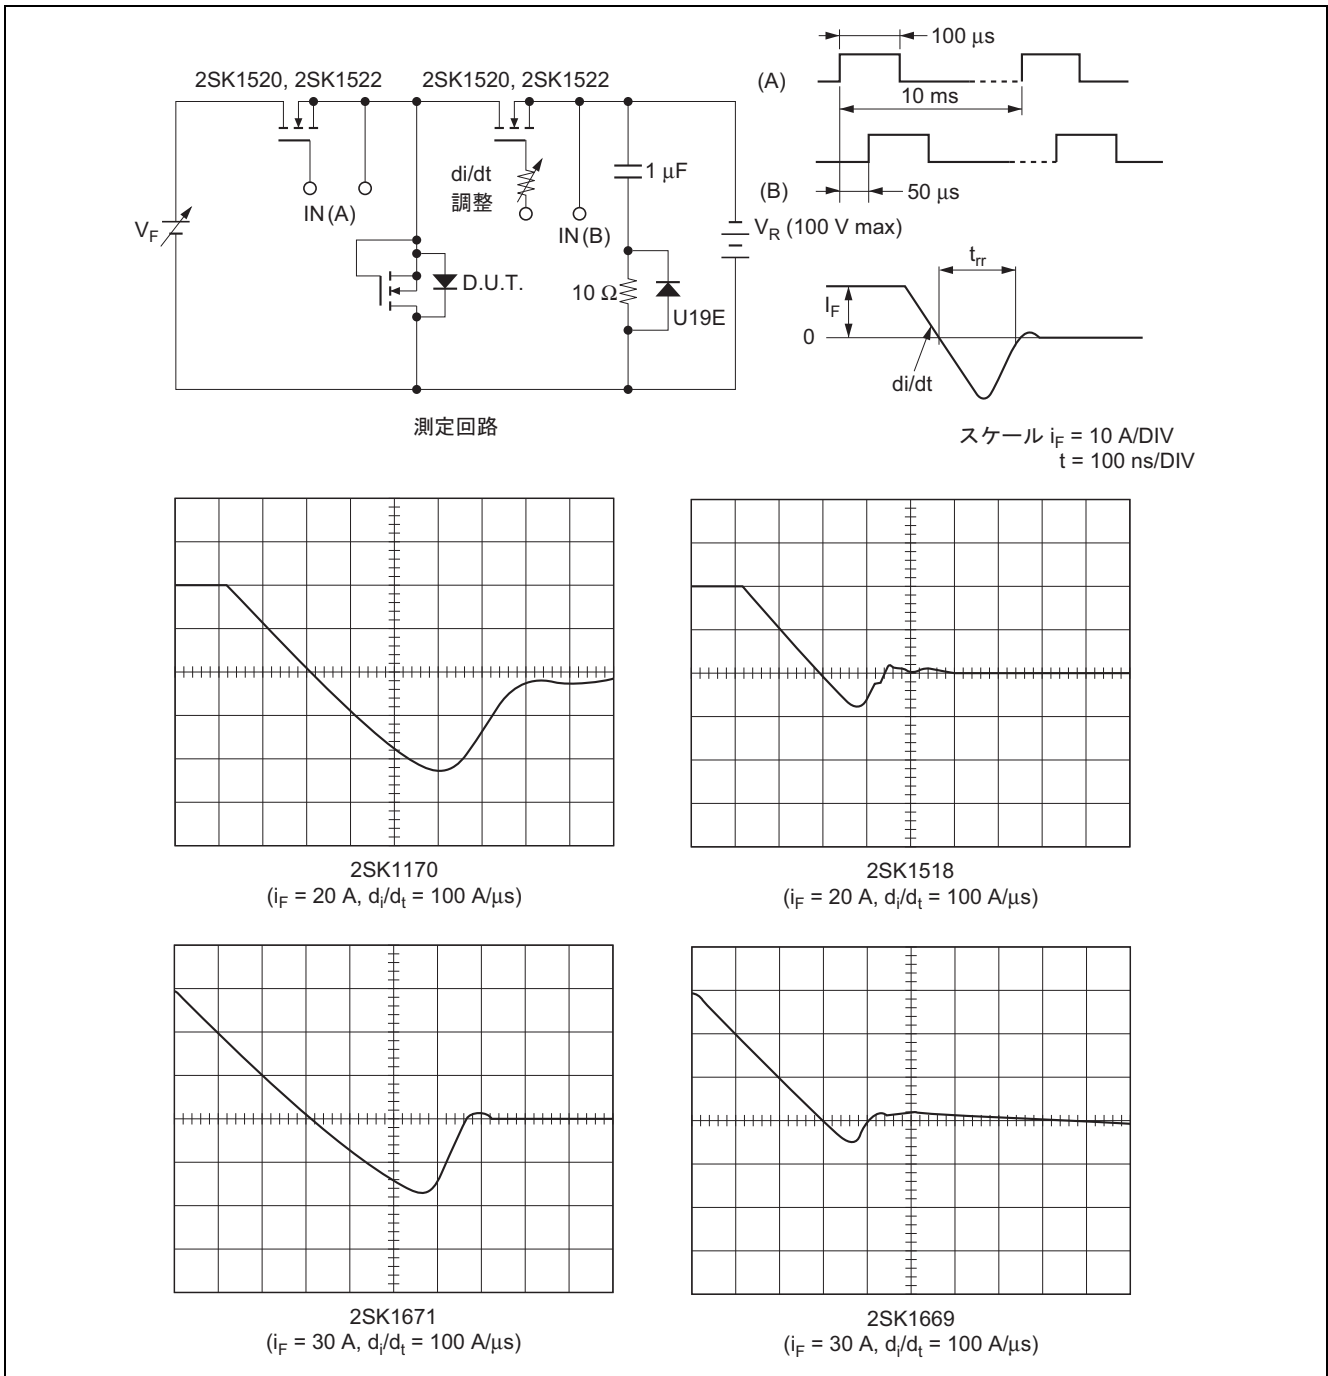 2SK1520, 2SK1522
2SK1520, 2SK1522
IN (A)
di/dt
調整
IN (B)
1 μF
V_F
V_R (100 V max)
D.U.T.
10 Ω
U19E
測定回路
(A)
100 μs
10 ms
(B)
50 μs
t_rr
I_F
0
di/dt
スケール i_F = 10 A/DIV
t = 100 ns/DIV
2SK1170
(i_F = 20 A, d_i/d_t = 100 A/μs)
2SK1518
(i_F = 20 A, d_i/d_t = 100 A/μs)
2SK1671
(i_F = 30 A, d_i/d_t = 100 A/μs)
2SK1669
(i_F = 30 A, d_i/d_t = 100 A/μs)